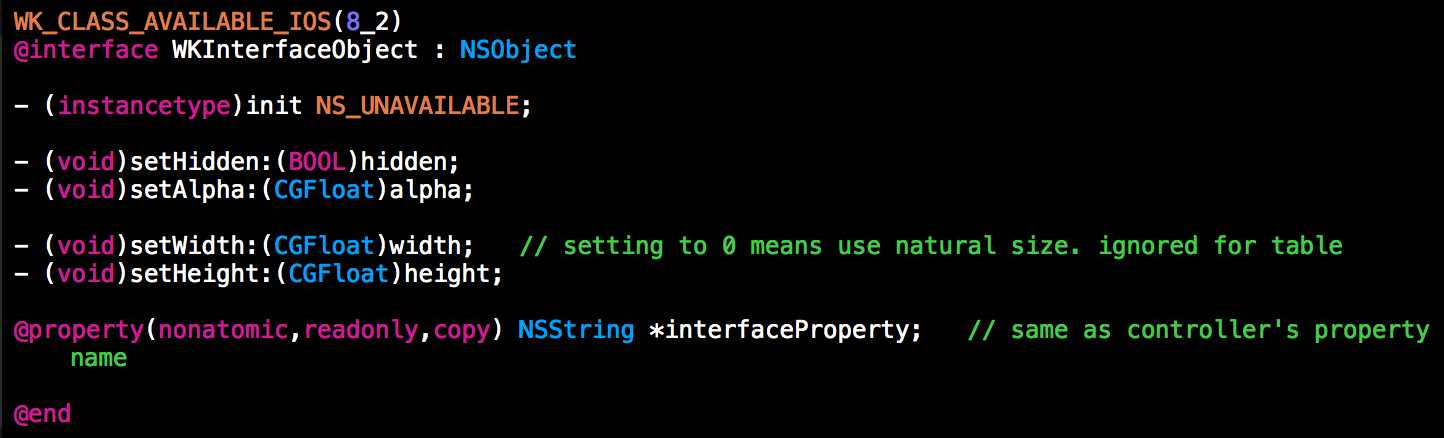 WK_CLASS_AVAILABLE_IOS(8_2)
@interface WKInterfaceObject : NSObject
- (instancetype)init NS_UNAVAILABLE;
- (void)setHidden:(BOOL)hidden;
- (void)setAlpha:(CGFloat)alpha;
- (void)setWidth:(CGFloat)width;   // setting to 0 means use natural size. ignored for table
- (void)setHeight:(CGFloat)height;
@property(nonatomic,readonly,copy) NSString *interfaceProperty;   // same as controller's property
name
@end